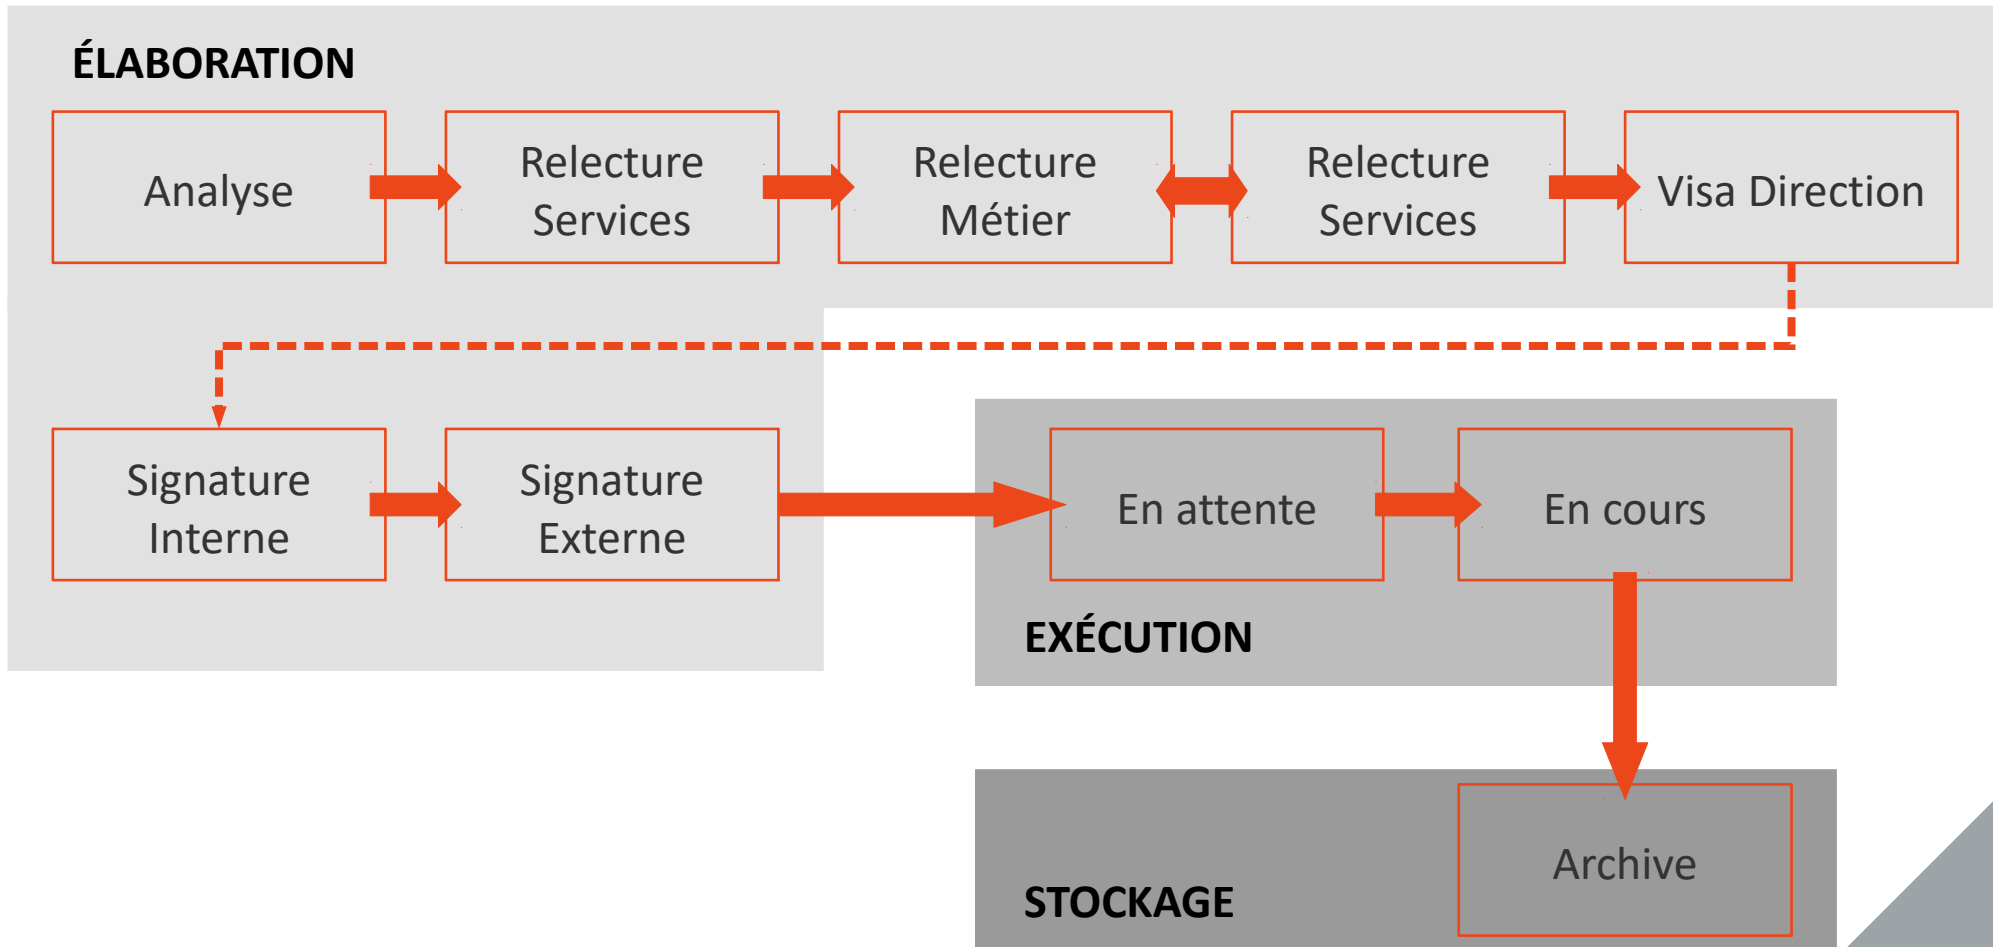 ÉLABORATION
Analyse
Relecture
Services
Relecture
Métier
Relecture
Services
Visa Direction
Signature
Interne
Signature
Externe
En attente
En cours
EXÉCUTION
Archive
STOCKAGE